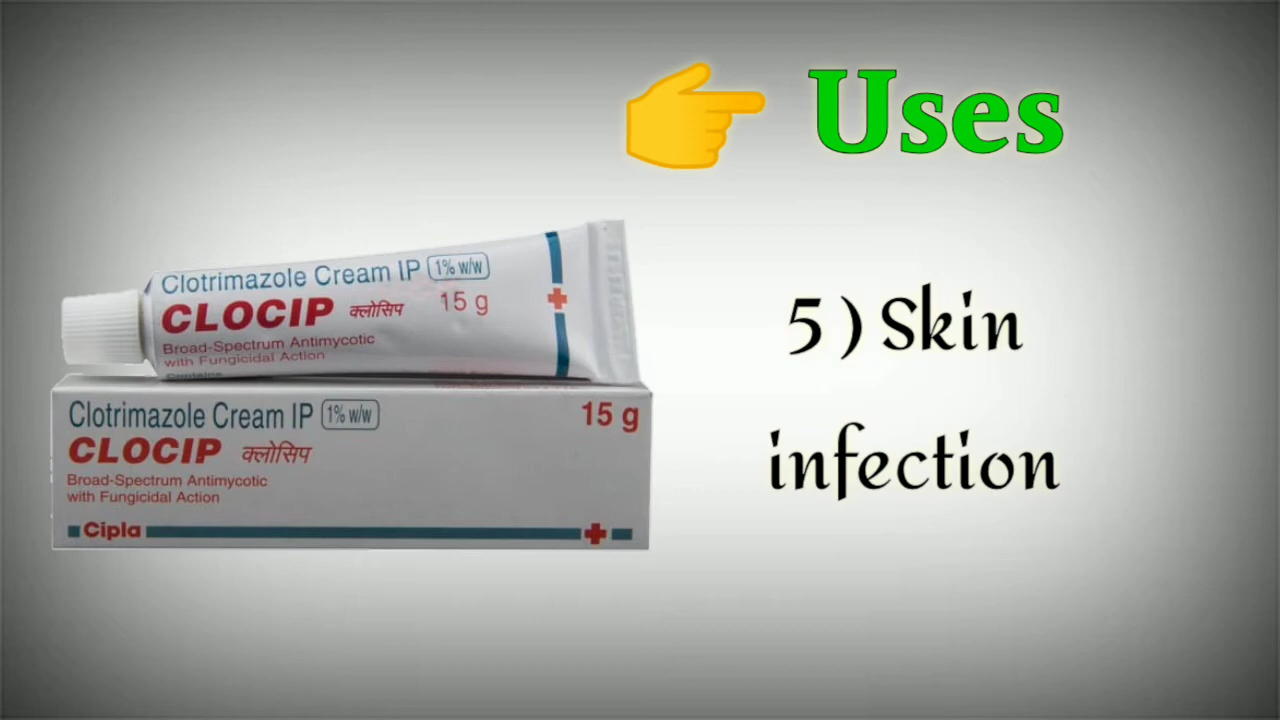 Uses
Clotrimazole Cream IP 1% w/w
CLOCIP क्लोसिप 15 g
Broad-Spectrum Antimycotic
with Fungicidal Action
Contains
Clotrimazole Cream IP 1% w/w 15 g
CLOCIP क्लोसिप
Broad-Spectrum Antimycotic
with Fungicidal Action
Cipla
5) Skin
infection